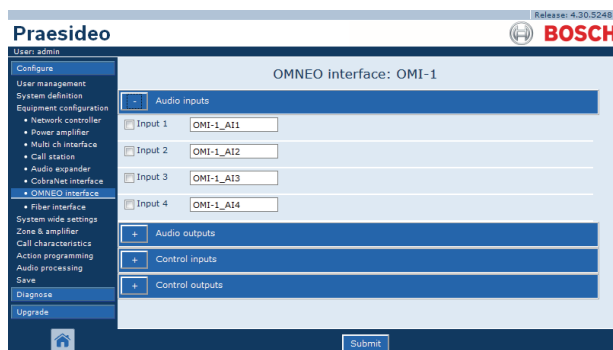 Release: 4.30.5248
Praesideo
BOSCH
User: admin
Configure
User management
System definition
Equipment configuration
• Network controller
• Power amplifier
• Multi ch interface
• Call station
• Audio expander
• CobraNet interface
• OMNEO interface
• Fiber interface
System wide settings
Zone & amplifier
Call characteristics
Action programming
Audio processing
Save
Diagnose
Upgrade
OMNEO interface: OMI-1
- Audio inputs
Input 1 OMI-1_AI1
Input 2 OMI-1_AI2
Input 3 OMI-1_AI3
Input 4 OMI-1_AI4
+ Audio outputs
+ Control inputs
+ Control outputs
Submit